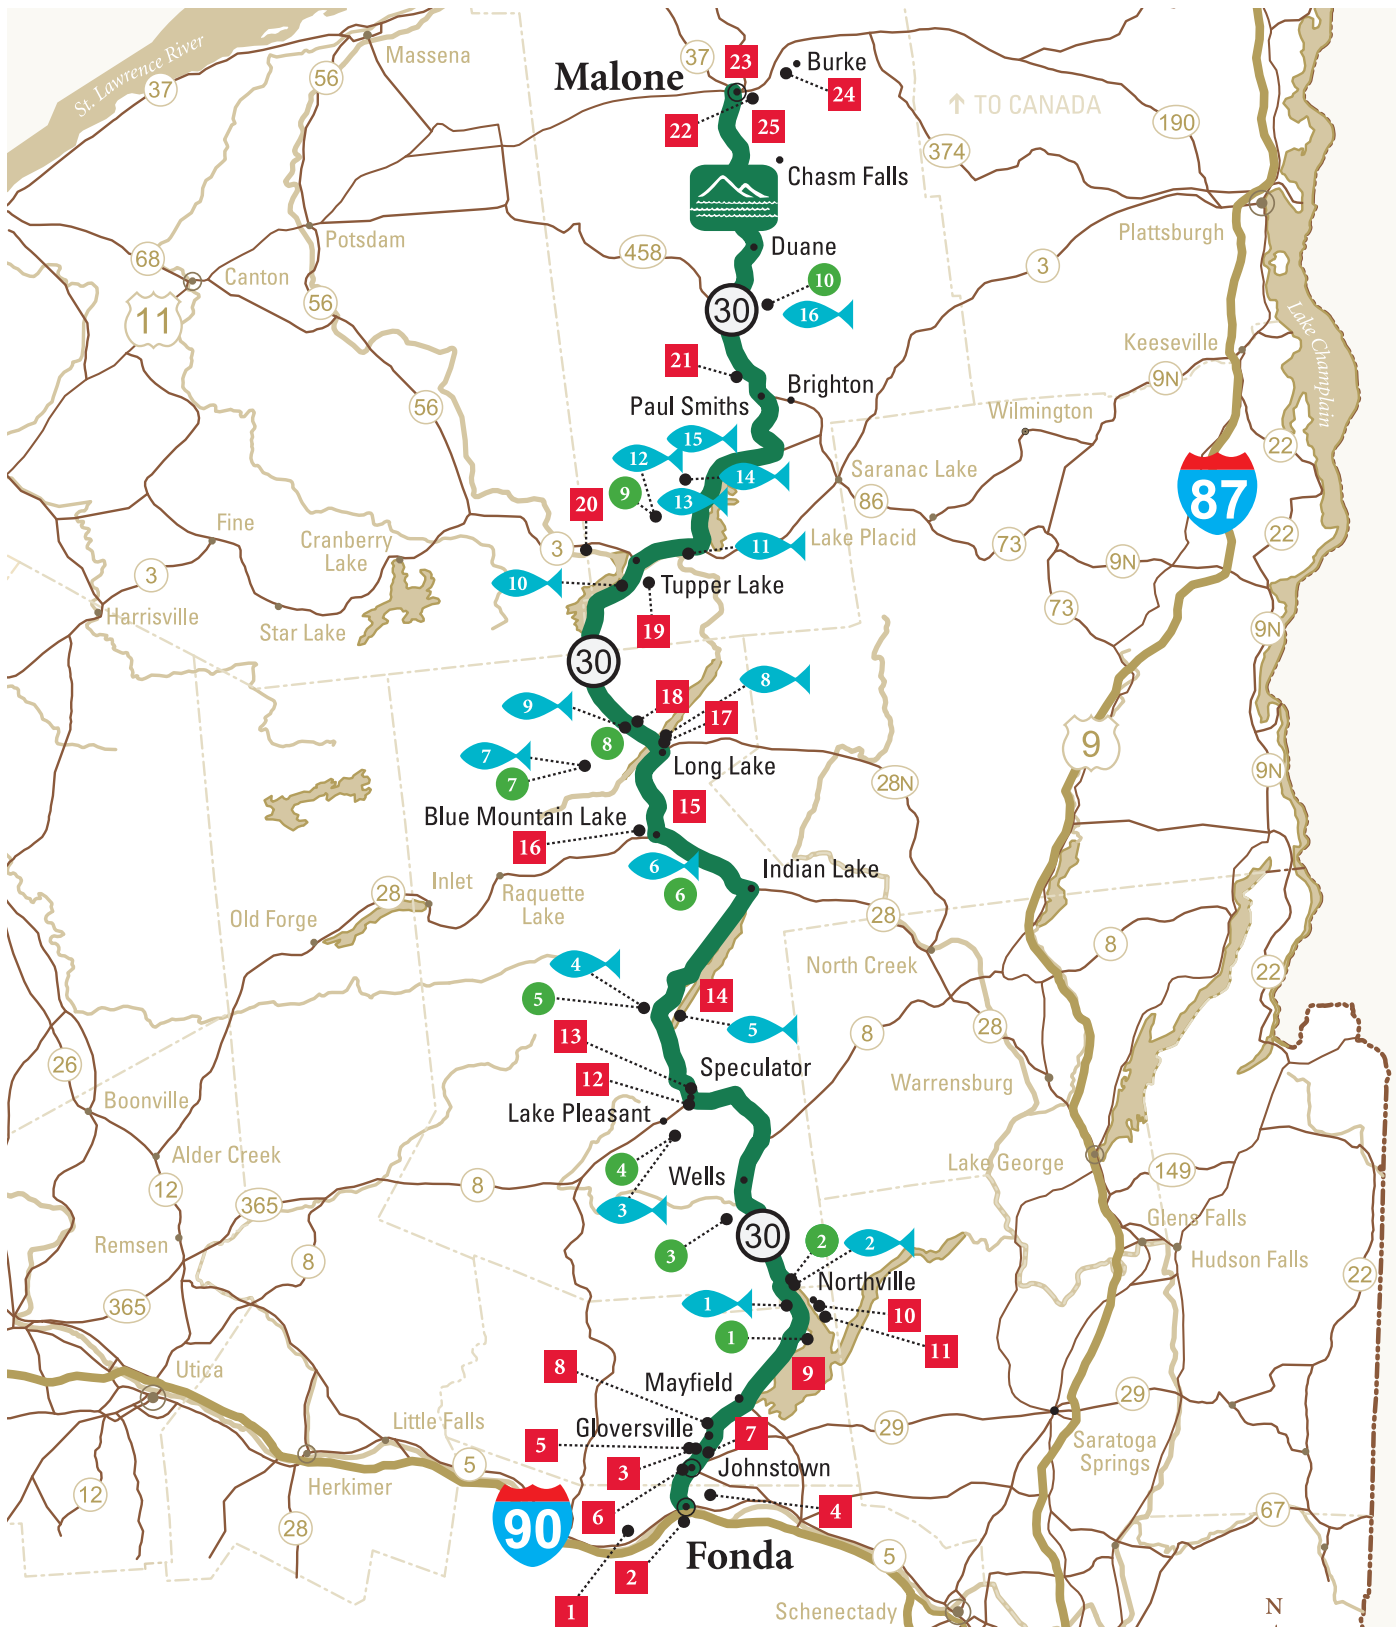 St. Lawrence River
Massena
37
56
37
Malone
23
Burke
24
22
25
↑ TO CANADA
190
374
Chasm Falls
Potsdam
68
Canton
11
56
458
Duane
10
16
30
3
Plattsburgh
Lake Champlain
Keeseville
9N
21
Brighton
Paul Smiths
56
Wilmington
22
15
12
14
9
13
Saranac Lake
86
87
20
Fine
Cranberry
Lake
3
11
Lake Placid
73
9N
22
3
10
Tupper Lake
Harrisville
Star Lake
19
73
9N
30
8
9
18
17
9
7
8
7
Long Lake
28N
9N
Blue Mountain Lake
15
16
6
6
Indian Lake
Inlet
28
Raquette
Lake
Old Forge
28
8
North Creek
4
5
14
5
22
13
8
28
26
12
Speculator
Warrensburg
Boonville
Lake Pleasant
Alder Creek
4
Wells
Lake George
149
12
365
8
3
Glens Falls
Remsen
3
30
2
2
Hudson Falls
8
Northville
22
365
1
10
1
11
Utica
8
9
Mayfield
Little Falls
Gloversville
7
29
29
5
3
Johnstown
Saratoga
Springs
5
Herkimer
12
6
4
67
28
90
Fonda
2
5
1
Schenectady
N